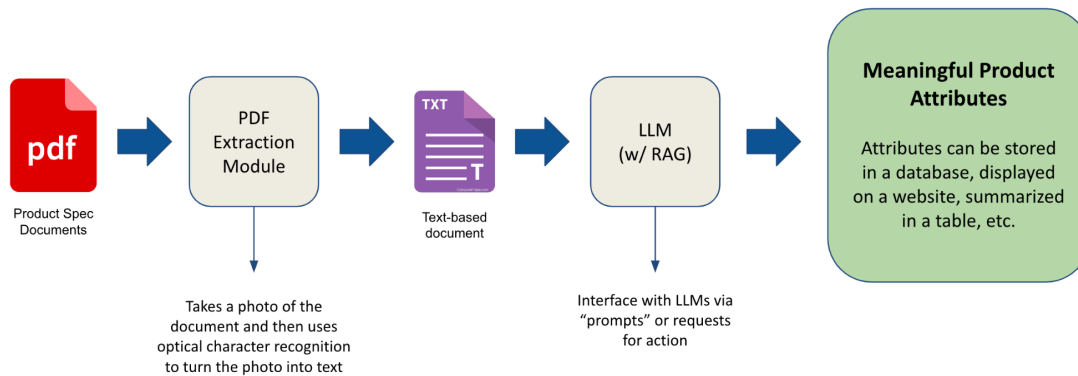 pdf
Product Spec
Documents
PDF
Extraction
Module
Takes a photo of the
document and then uses
optical character recognition
to turn the photo into text
TXT
T
Text-based
document
LLM
(w/ RAG)
Interface with LLMs via
“prompts” or requests
for action
Meaningful Product
Attributes
Attributes can be stored
in a database, displayed
on a website, summarized
in a table, etc.